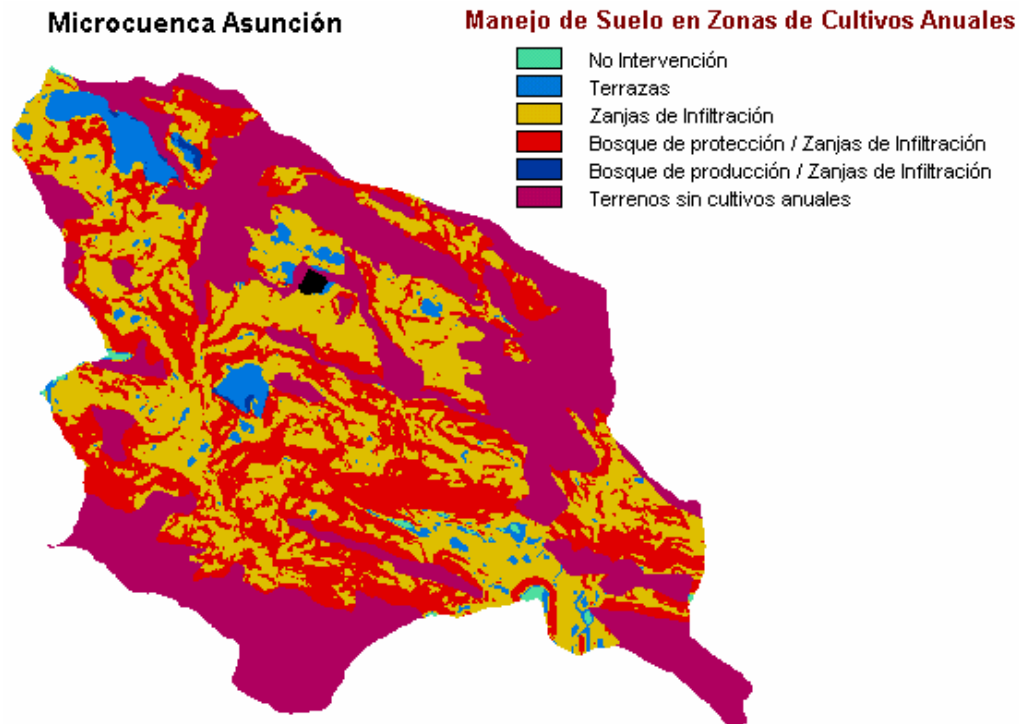 Microcuenca Asunción
Manejo de Suelo en Zonas de Cultivos Anuales
No Intervención
Terrazas
Zanjas de Infiltración
Bosque de protección / Zanjas de Infiltración
Bosque de producción / Zanjas de Infiltración
Terrenos sin cultivos anuales